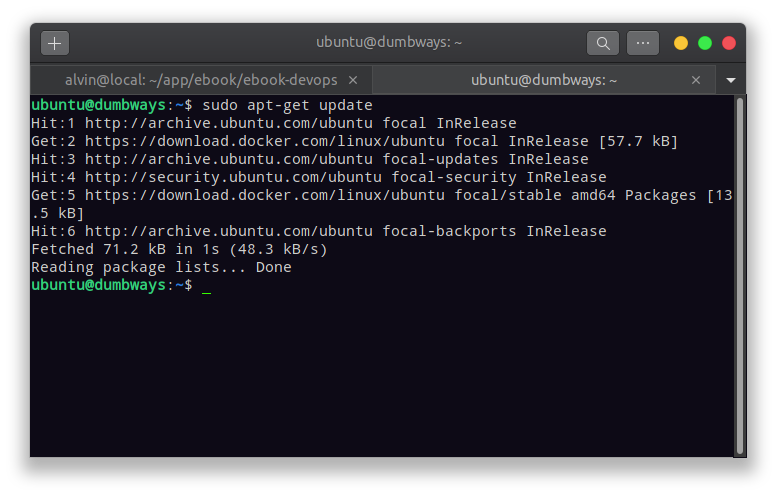 ubuntu@dumbways: ~
alvin@local: ~/app/ebook/ebook-devops
ubuntu@dumbways: ~
ubuntu@dumbways:~$ sudo apt-get update
Hit:1 http://archive.ubuntu.com/ubuntu focal InRelease
Get:2 https://download.docker.com/linux/ubuntu focal InRelease [57.7 kB]
Hit:3 http://archive.ubuntu.com/ubuntu focal-updates InRelease
Hit:4 http://security.ubuntu.com/ubuntu focal-security InRelease
Get:5 https://download.docker.com/linux/ubuntu focal/stable amd64 Packages [13
.5 kB]
Hit:6 http://archive.ubuntu.com/ubuntu focal-backports InRelease
Fetched 71.2 kB in 1s (48.3 kB/s)
Reading package lists... Done
ubuntu@dumbways:~$ _